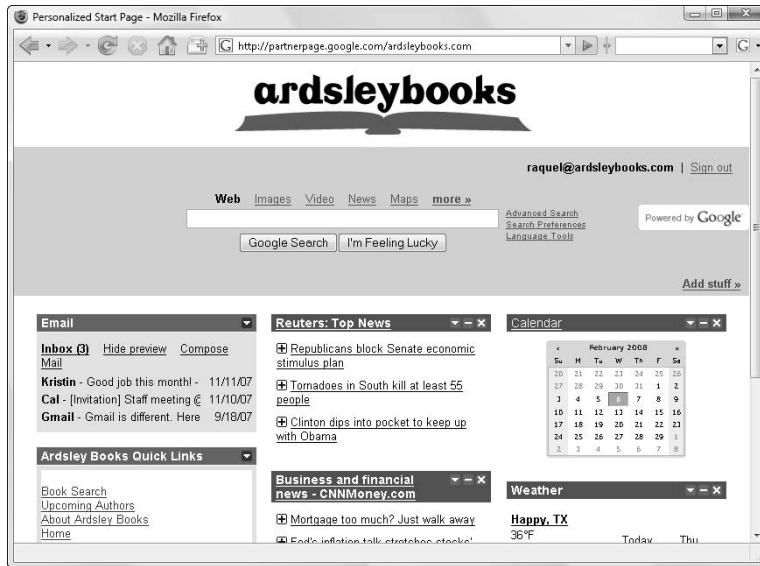 Personalized Start Page - Mozilla Firefox
G http://partnerpage.google.com/ardsleybooks.com
G
ardsleybooks
raquel@ardsleybooks.com | Sign out
Web Images Video News Maps more »
Advanced Search
Search Preferences
Language Tools
Google Search I'm Feeling Lucky
Powered by Google
Add stuff »
Email
Inbox (3) Hide preview Compose
Mail
Kristin - Good job this month! - 11/11/07
Cal - [Invitation] Staff meeting @ 11/10/07
Gmail - Gmail is different. Here 9/18/07
Ardsley Books Quick Links
Book Search
Upcoming Authors
About Ardsley Books
Home
Reuters: Top News
Republicans block Senate economic
stimulus plan
Tornadoes in South kill at least 55
people
Clinton dips into pocket to keep up
with Obama
Business and financial
news - CNNMoney.com
Mortgage too much? Just walk away
Fed's inflation talk stretches stocks'
Calendar
« February 2008 »
Su M Tu W Th F Sa
20 21 22 23 24 25 26
27 28 29 30 31 1 2
3 4 5 6 7 8 9
10 11 12 13 14 15 16
17 18 19 20 21 22 23
24 25 26 27 28 29 1
2 3 4 5 6 7 8
Weather
Happy, TX
36°F
Today Thu